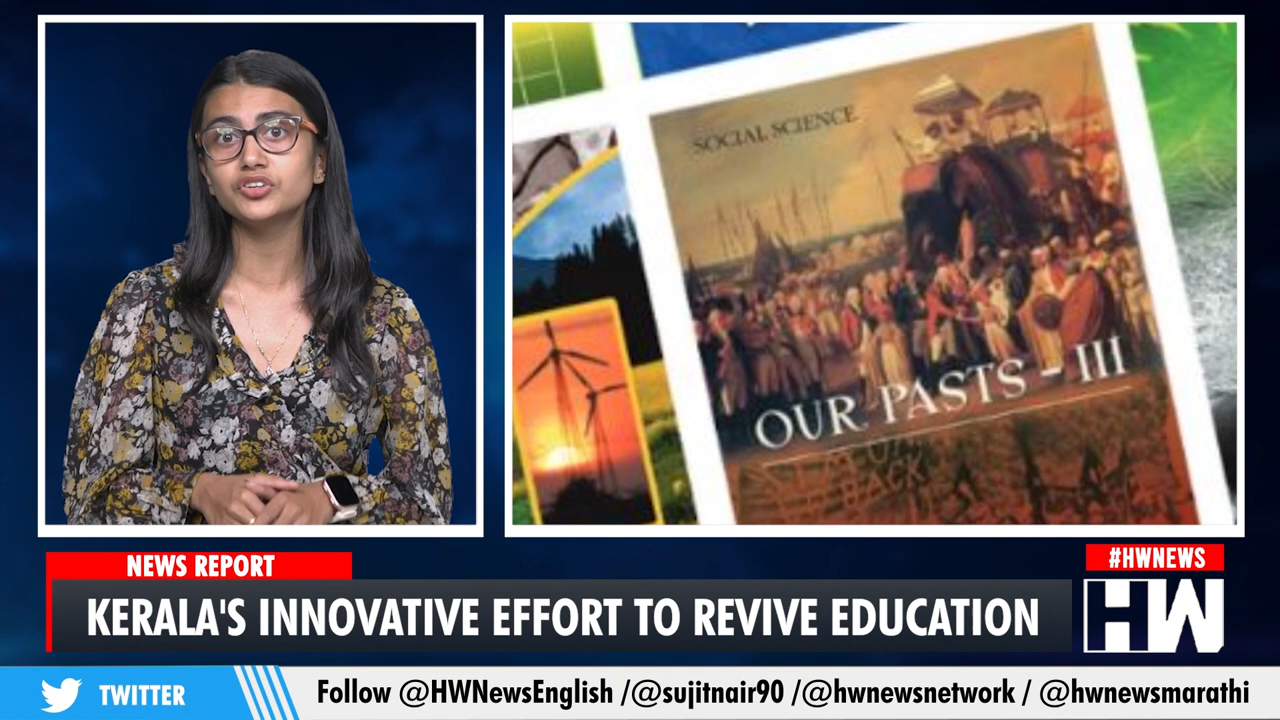 SOCIAL SCIENCE
OUR PASTS - III
NEWS REPORT
KERALA'S INNOVATIVE EFFORT TO REVIVE EDUCATION
#HWNEWS
HW
TWITTER
Follow @HWNewsEnglish /@sujitnair90 /@hwnewsnetwork / @hwnewsmarathi